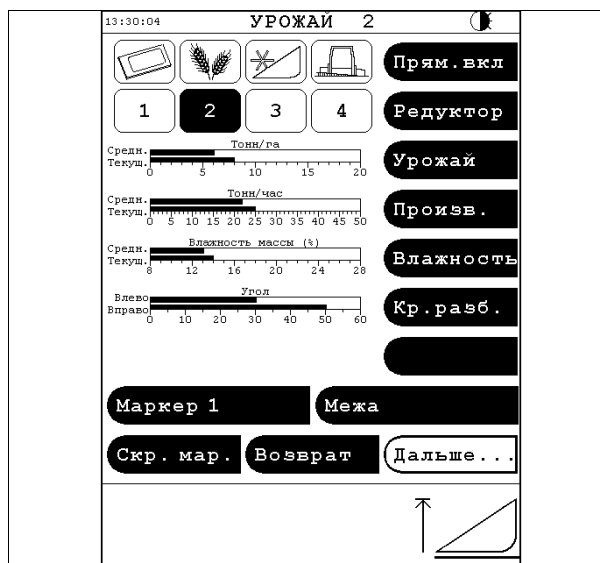 13:30:04 УРОЖАЙ 2
Прям.вкл
1 2 3 4
Редуктор
Тонн/га
Средн.
Текущ.
0 5 10 15 20
Урожай
Тонн/час
Средн.
Текущ.
0 5 10 15 20 25 30 35 40 45 50
Произв.
Влажность массы (%)
Средн.
Текущ.
8 12 16 20 24 28
Влажность
Угол
Влево
Вправо
0 10 20 30 40 50 60
Кр.разб.
Маркер 1 Межа
Скр. мар. Возврат Дальше...